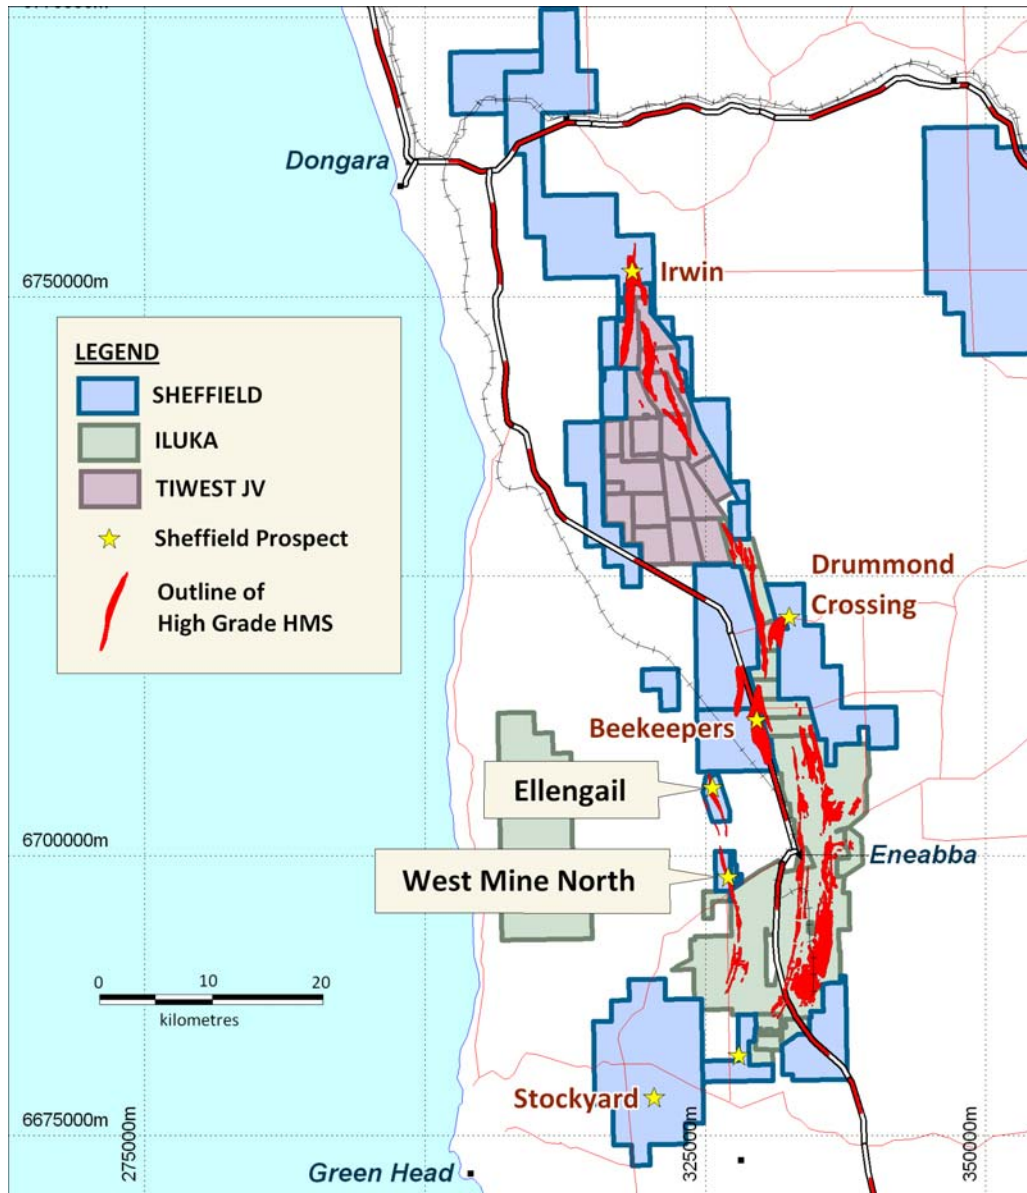 Dongara
Irwin
6750000m
LEGEND
SHEFFIELD
ILUKA
TIWEST JV
Sheffield Prospect
Outline of
High Grade HMS
Drummond
Crossing
Beekeepers
Ellengail
6700000m
Eneabba
West Mine North
0 10 20
kilometres
Stockyard
6675000m
275000m
325000m
350000m
Green Head